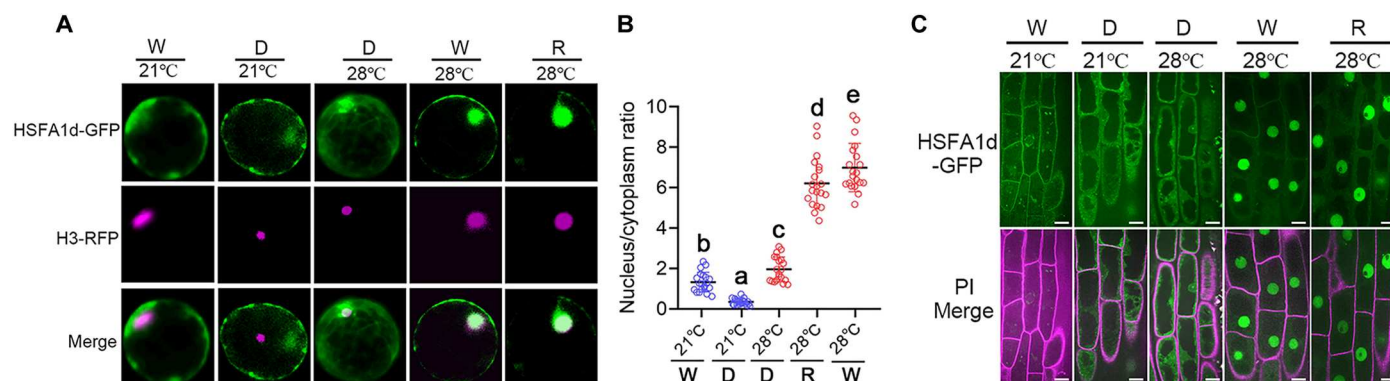 A
W D D W R
21°C 21°C 28°C 28°C 28°C
HSFA1d-GFP
H3-RFP
Merge
B
Nucleus/cytoplasm ratio
10
8
6
4
2
0
b a c d e
21°C 21°C 28°C 28°C 28°C
W D D R W
C
W D D W R
21°C 21°C 28°C 28°C 28°C
HSFA1d
-GFP
PI
Merge